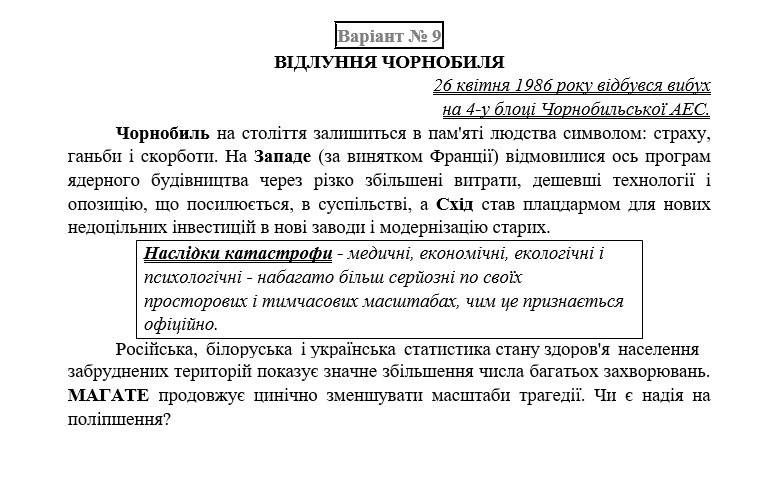 Варіант № 9
ВІДЛУННЯ ЧОРНОБИЛЯ
26 квітня 1986 року відбувся вибух
на 4-у блоці Чорнобильської АЕС.
Чорнобиль на століття залишиться в пам'яті людства символом: страху,
ганьби і скорботи. На Западе (за винятком Франції) відмовилися ось програм
ядерного будівництва через різко збільшені витрати, дешевші технології і
опозицію, що посилюється, в суспільстві, а Схід став плацдармом для нових
недоцільних інвестицій в нові заводи і модернізацію старих.
Наслідки катастрофи - медичні, економічні, екологічні і
психологічні - набагато більш серйозні по своїх
просторових і тимчасових масштабах, чим це признається
офіційно.
Російська, білоруська і українська статистика стану здоров'я населення
забруднених територій показує значне збільшення числа багатьох захворювань.
МАГАТЕ продовжує цинічно зменшувати масштаби трагедії. Чи є надія на
поліпшення?